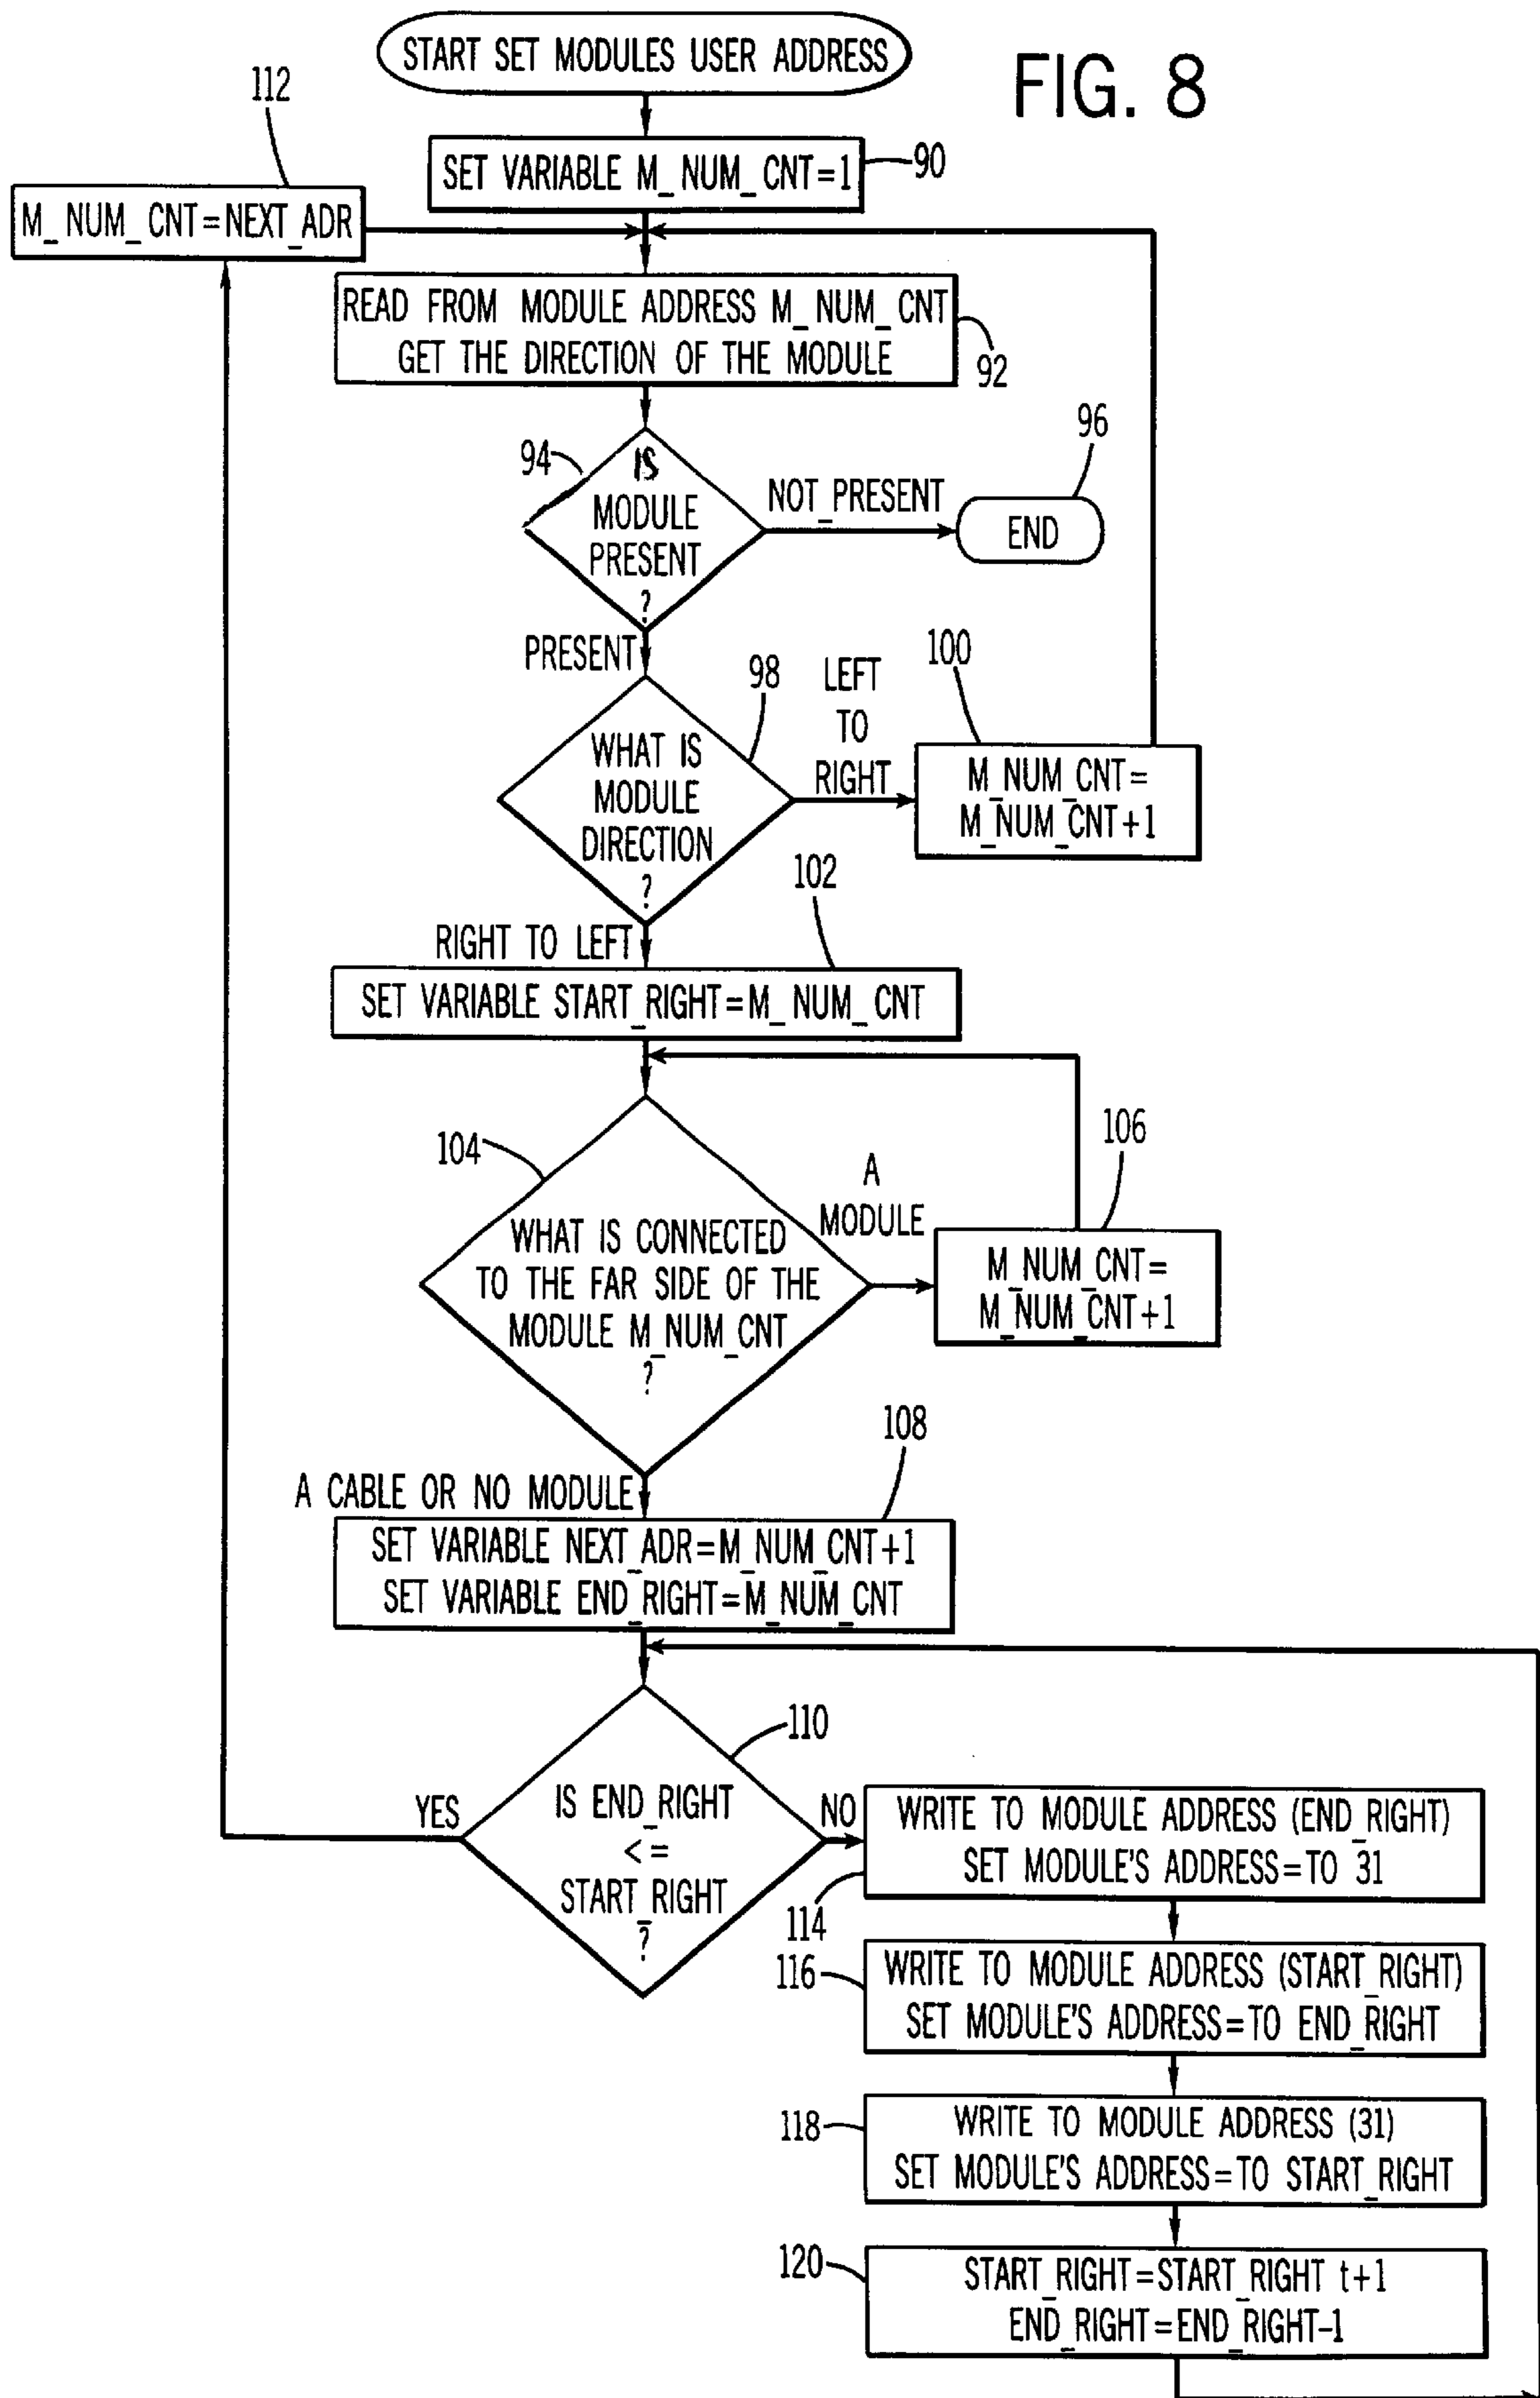 START SET MODULES USER ADDRESS
FIG. 8
112
SET VARIABLE M_NUM_CNT=1
90
M_NUM_CNT=NEXT_ADR
READ FROM MODULE ADDRESS M_NUM_CNT
GET THE DIRECTION OF THE MODULE
92
94
IS
MODULE
PRESENT
?
NOT_PRESENT
96
END
PRESENT
98
LEFT
TO
RIGHT
100
WHAT IS
MODULE
DIRECTION
?
M_NUM_CNT=
M_NUM_CNT+1
102
RIGHT TO LEFT
SET VARIABLE START_RIGHT=M_NUM_CNT
104
A
MODULE
106
WHAT IS CONNECTED
TO THE FAR SIDE OF THE
MODULE M_NUM_CNT
?
M_NUM_CNT=
M_NUM_CNT+1
108
A CABLE OR NO MODULE
SET VARIABLE NEXT_ADR=M_NUM_CNT+1
SET VARIABLE END_RIGHT=M_NUM_CNT
110
YES
IS END_RIGHT
<=
START_RIGHT
?
NO
WRITE TO MODULE ADDRESS (END_RIGHT)
SET MODULE'S ADDRESS=TO 31
114
116
WRITE TO MODULE ADDRESS (START_RIGHT)
SET MODULE'S ADDRESS=TO END_RIGHT
118
WRITE TO MODULE ADDRESS (31)
SET MODULE'S ADDRESS=TO START_RIGHT
120
START_RIGHT=START_RIGHT t+1
END_RIGHT=END_RIGHT-1